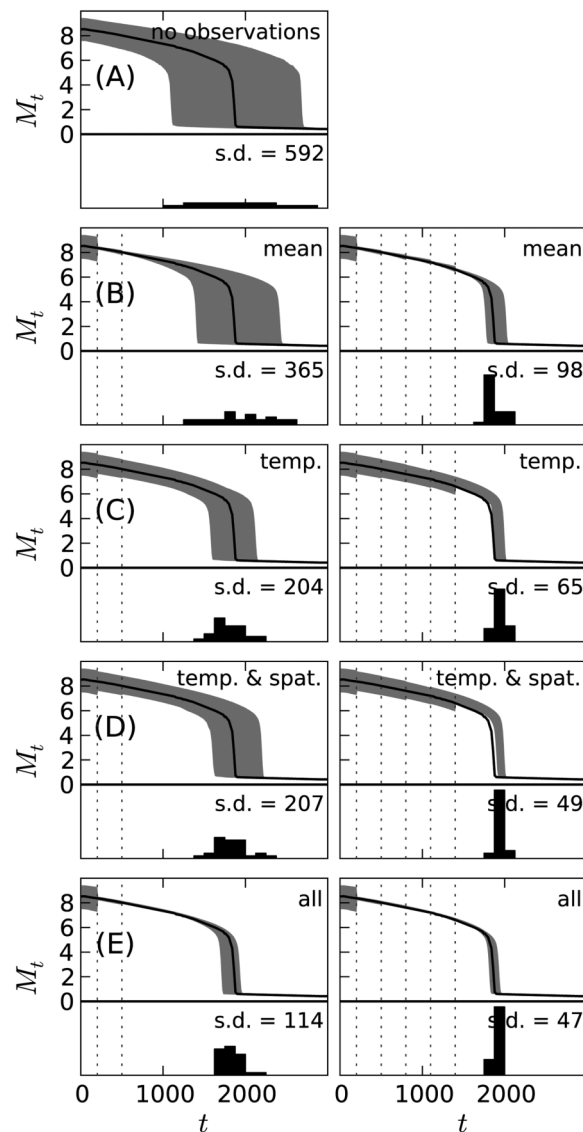 no observations
(A)
8
6
4
2
0
M_t
s.d. = 592
mean
mean
(B)
8
6
4
2
0
M_t
s.d. = 365
s.d. = 98
temp.
temp.
(C)
8
6
4
2
0
M_t
s.d. = 204
s.d. = 65
temp. & spat.
temp. & spat.
(D)
8
6
4
2
0
M_t
s.d. = 207
s.d. = 49
all
all
(E)
8
6
4
2
0
M_t
s.d. = 114
s.d. = 47
0 1000 2000
0 1000 2000
t
t